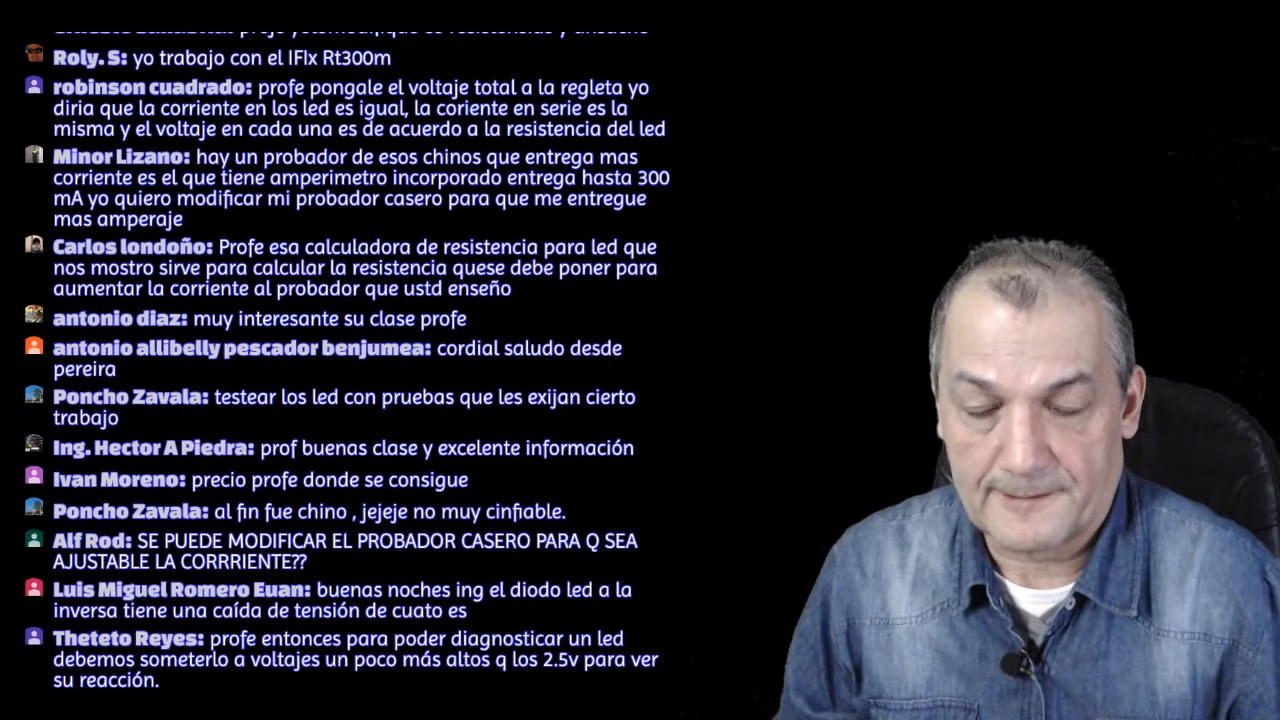 Roly. S: yo trabajo con el IFIx Rt300m
robinson cuadrado: profe pongale el voltaje total a la regleta yo
diria que la corriente en los led es igual, la coriente en serie es la
misma y el voltaje en cada una es de acuerdo a la resistencia del led
Minor Lizano: hay un probador de esos chinos que entrega mas
corriente es el que tiene amperimetro incorporado entrega hasta 300
mA yo quiero modificar mi probador casero para que me entregue
mas amperaje
Carlos londoño: Profe esa calculadora de resistencia para led que
nos mostro sirve para calcular la resistencia quese debe poner para
aumentar la corriente al probador que ustd enseño
antonio diaz: muy interesante su clase profe
antonio allibelly pescador benjumea: cordial saludo desde
pereira
Poncho Zavala: testear los led con pruebas que les exijan cierto
trabajo
Ing. Hector A Piedra: prof buenas clase y excelente información
Ivan Moreno: precio profe donde se consigue
Poncho Zavala: al fin fue chino , jejeje no muy cinfiable.
Alf Rod: SE PUEDE MODIFICAR EL PROBADOR CASERO PARA Q SEA
AJUSTABLE LA CORRRIENTE??
Luis Miguel Romero Euan: buenas noches ing el diodo led a la
inversa tiene una caída de tensión de cuato es
Theteto Reyes: profe entonces para poder diagnosticar un led
debemos someterlo a voltajes un poco más altos q los 2.5v para ver
su reacción.